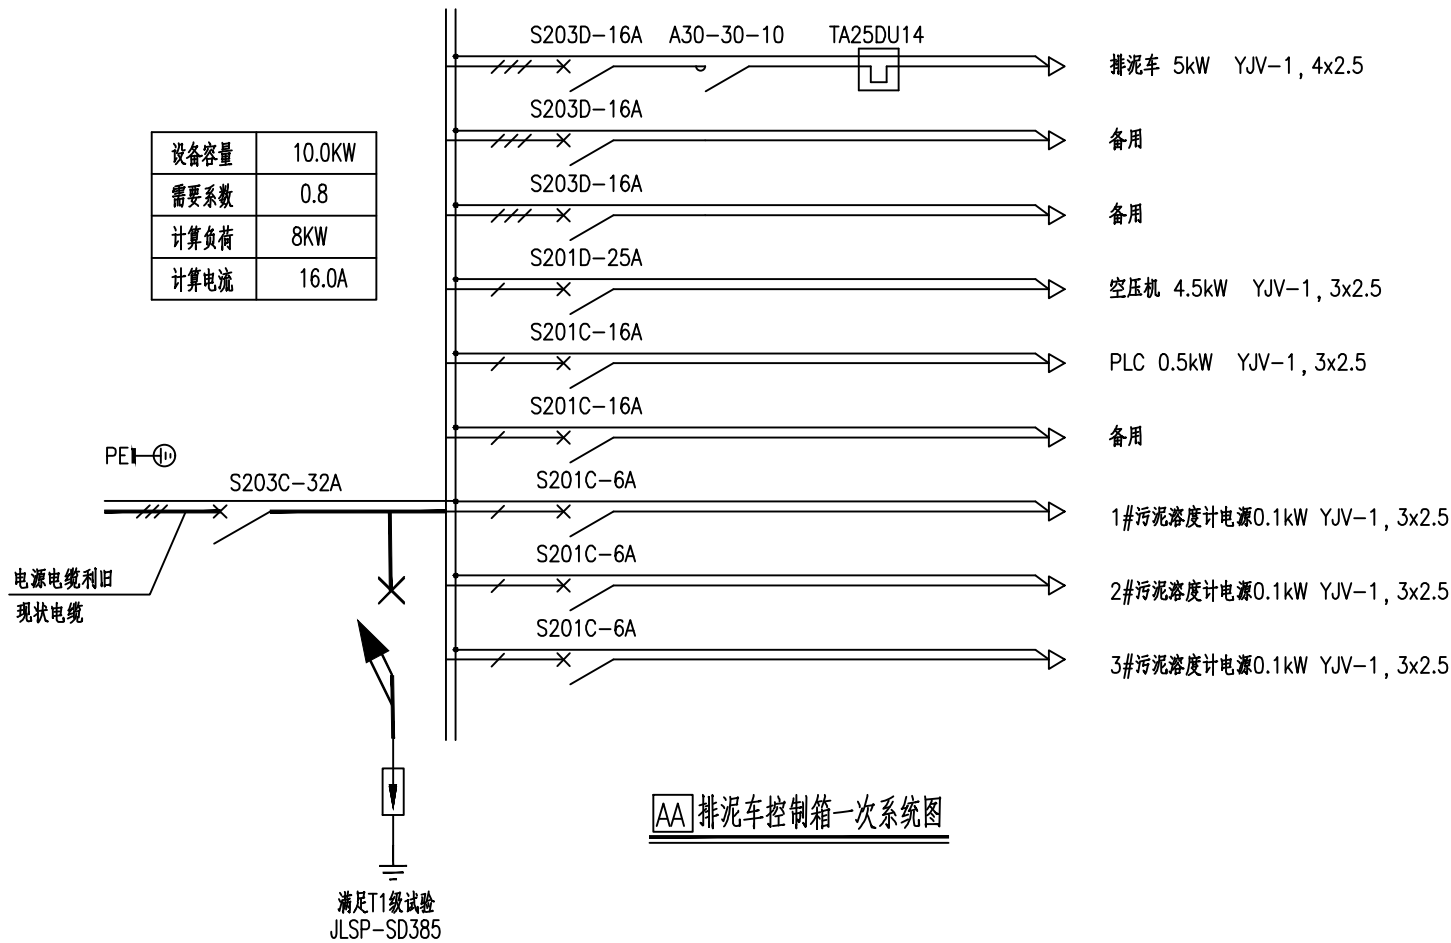 S203D-16A A30-30-10 TA25DU14
排泥车 5kW YJV-1, 4x2.5
S203D-16A
备用
S203D-16A
备用
S201D-25A
空压机 4.5kW YJV-1, 3x2.5
S201C-16A
PLC 0.5kW YJV-1, 3x2.5
S201C-16A
备用
S201C-6A
1#污泥溶度计电源0.1kW YJV-1, 3x2.5
S201C-6A
2#污泥溶度计电源0.1kW YJV-1, 3x2.5
S201C-6A
3#污泥溶度计电源0.1kW YJV-1, 3x2.5
设备容量 10.0KW
需要系数 0.8
计算负荷 8KW
计算电流 16.0A
PE
S203C-32A
电源电缆利旧
现状电缆
满足T1级试验
JLSP-SD385
AA 排泥车控制箱一次系统图